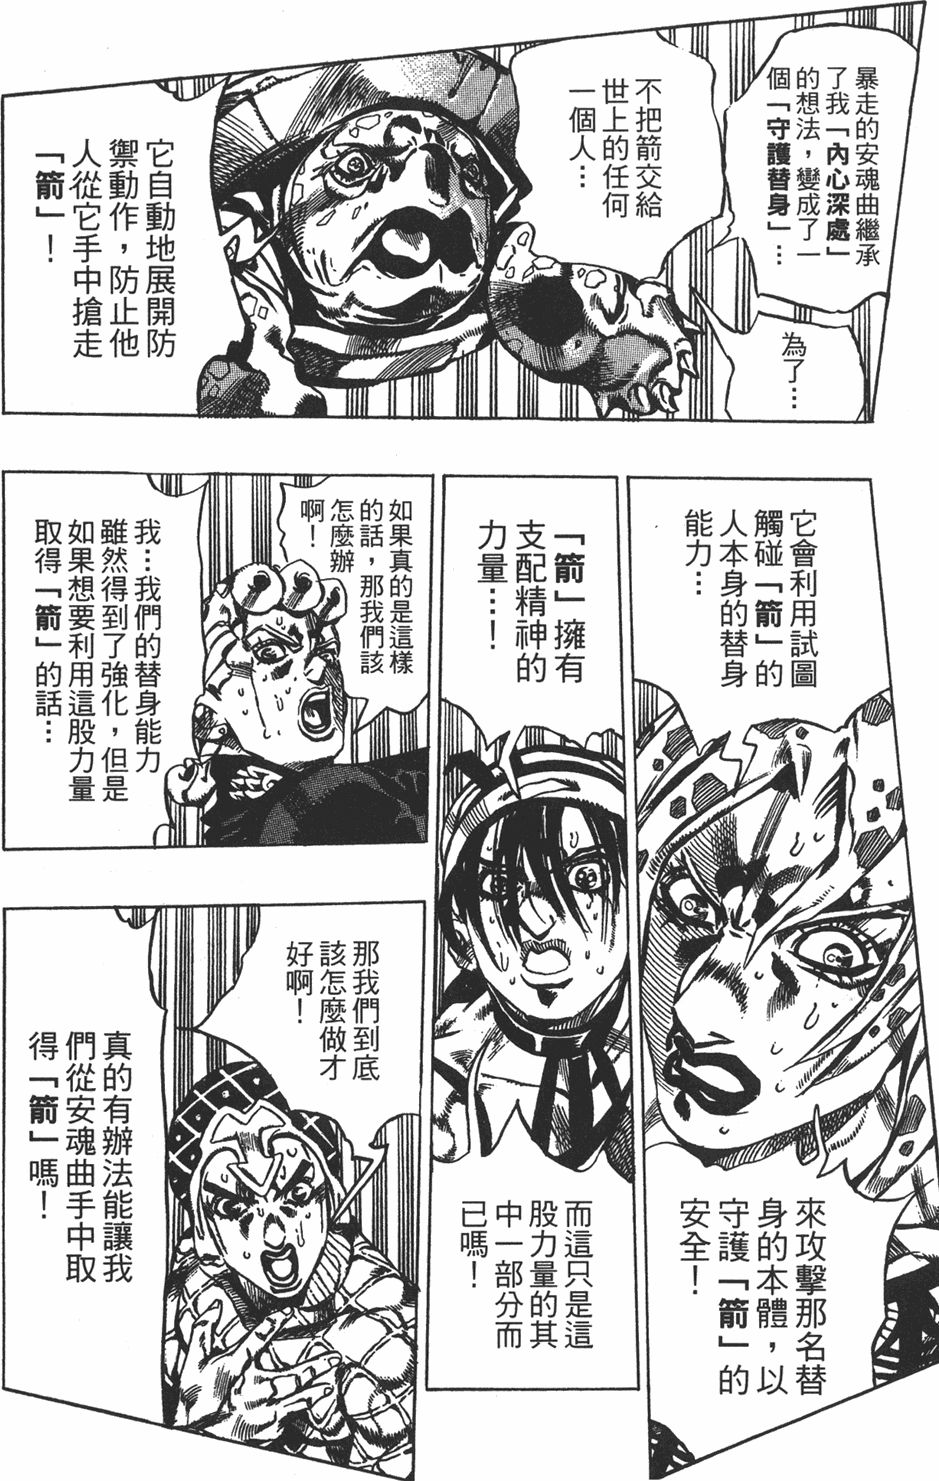 暴走的安魂曲繼承
了我「內心深處」
的想法，變成了一
個「守護替身」…
為了…
不把箭交給
世上的任何
一個人…
它自動地展開防
禦動作，防止他
人從它手中搶走
「箭」！
它會利用試圖
觸碰「箭」的
人本身的替身
能力…
來攻擊那名替
身的本體，以
守護「箭」的
安全！
「箭」擁有
支配精神的
力量…！
而這只是這
股力量的其
中一部分而
已嗎！
如果真的是這樣
的話，那我們該
怎麼辦
啊！
我…我們的替身能力
雖然得到了強化，但是
如果想要利用這股力量
取得「箭」的話…
那我們到底
該怎麼做才
好啊！
真的有辦法能讓我
們從安魂曲手中取
得「箭」嗎！